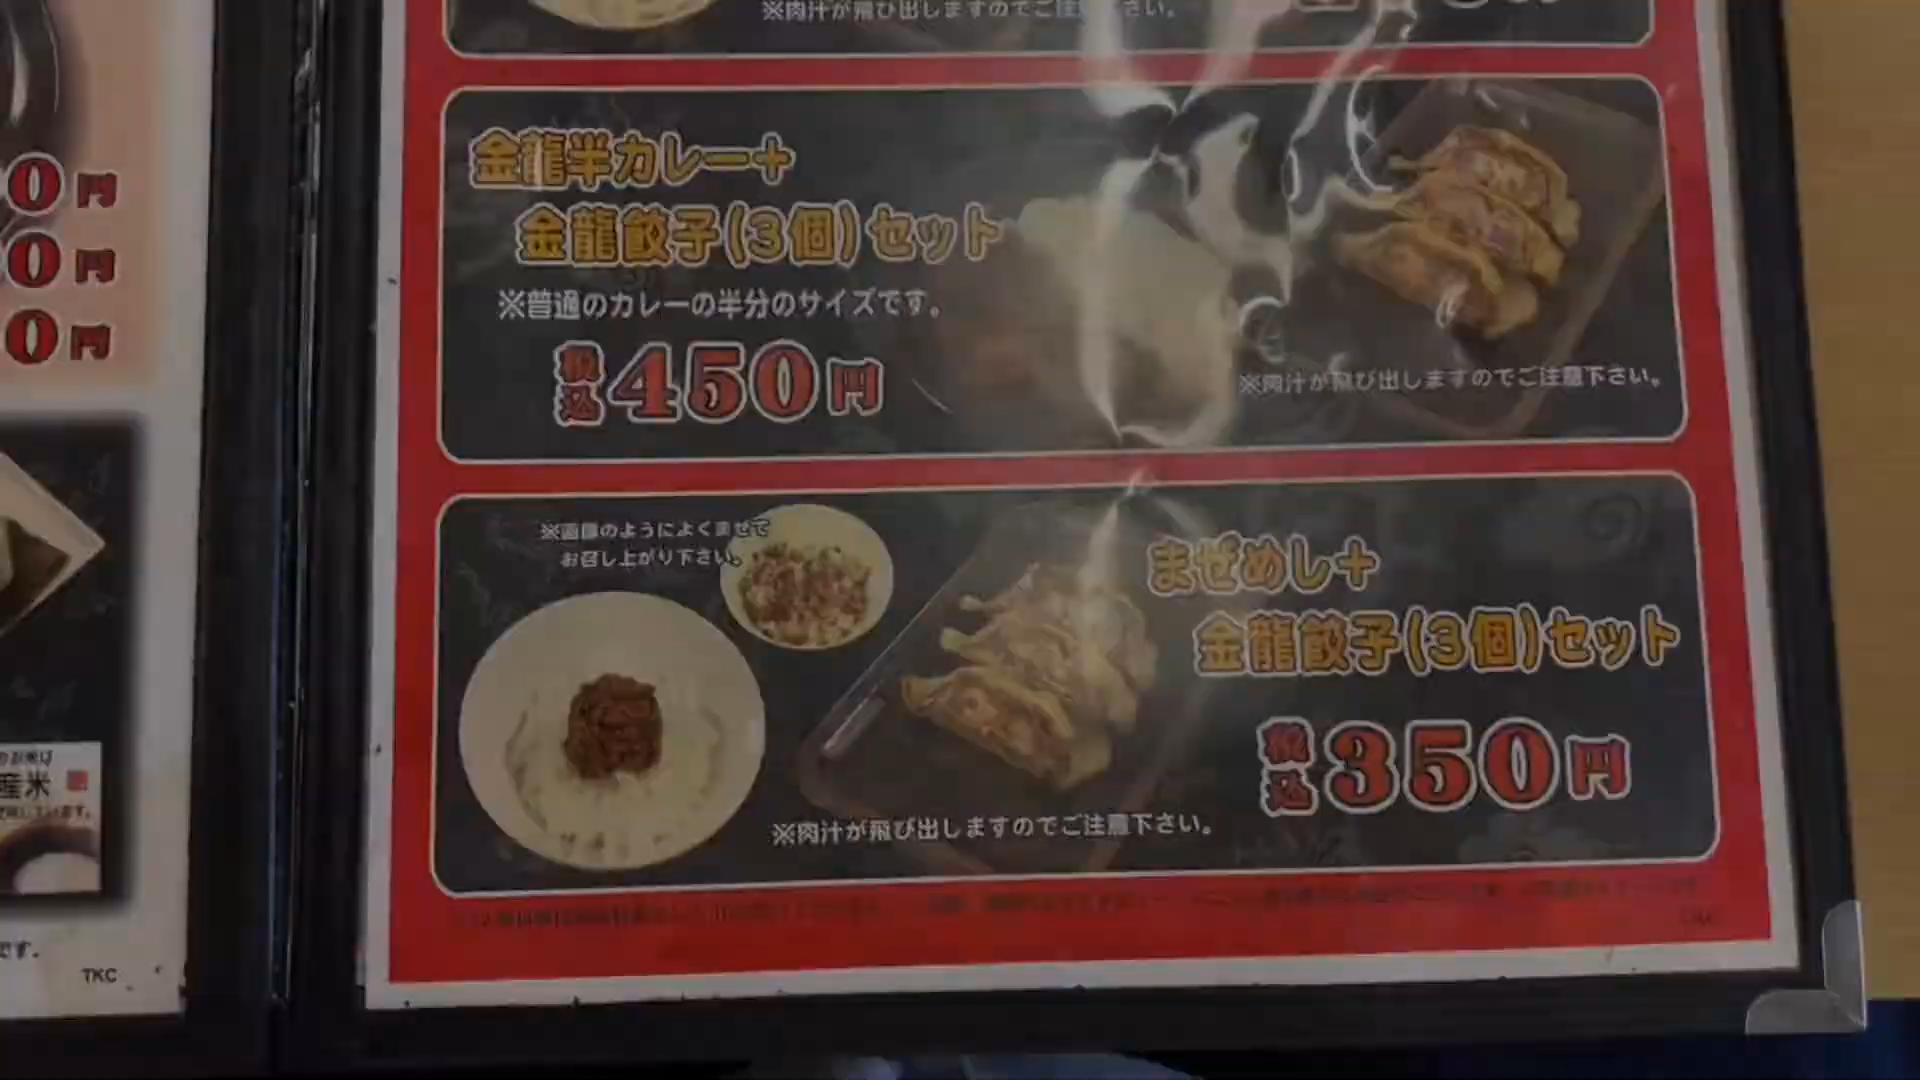 0円
0円
0円
産米
です。
TKC
※肉汁が飛び出しますのでご注意下さい。
金龍半カレー+
金龍餃子(3個)セット
※普通のカレーの半分のサイズです。
税込450円
※肉汁が飛び出しますのでご注意下さい。
※画像のようによくまぜて
お召し上がり下さい。
まぜめし+
金龍餃子(3個)セット
税込350円
※肉汁が飛び出しますのでご注意下さい。